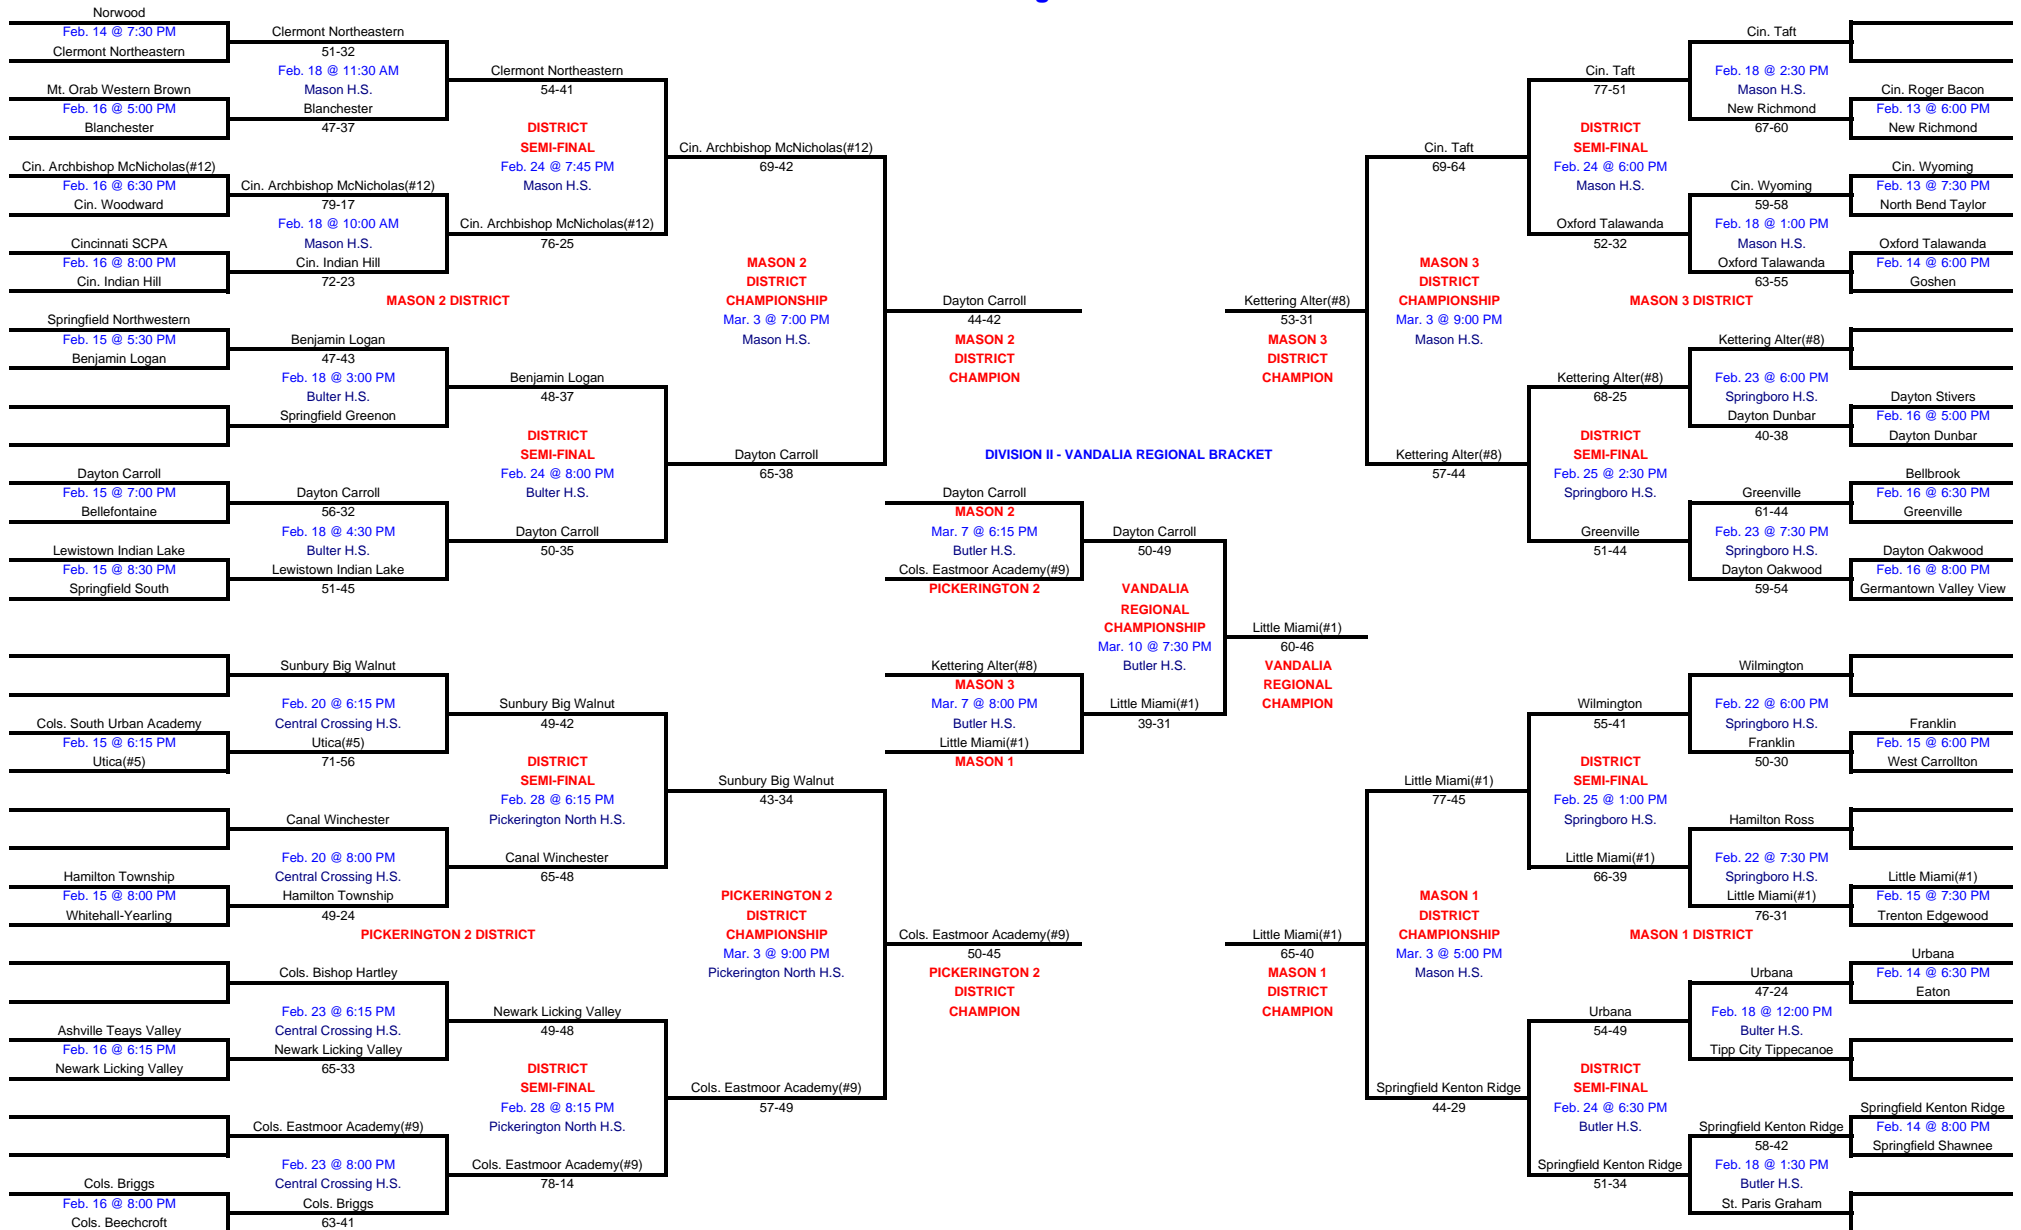 Norwood
Feb. 14 @ 7:30 PM
Clermont Northeastern
Mt. Orab Western Brown
Feb. 16 @ 5:00 PM
Blanchester
Cin. Archbishop McNicholas(#12)
Feb. 16 @ 6:30 PM
Cin. Woodward
Cincinnati SCPA
Feb. 16 @ 8:00 PM
Cin. Indian Hill
Springfield Northwestern
Feb. 15 @ 5:30 PM
Benjamin Logan
Dayton Carroll
Feb. 15 @ 7:00 PM
Bellefontaine
Lewistown Indian Lake
Feb. 15 @ 8:30 PM
Springfield South
Cols. South Urban Academy
Feb. 15 @ 6:15 PM
Utica(#5)
Hamilton Township
Feb. 15 @ 8:00 PM
Whitehall-Yearling
Ashville Teays Valley
Feb. 16 @ 6:15 PM
Newark Licking Valley
Cols. Briggs
Feb. 16 @ 8:00 PM
Cols. Beechcroft
Clermont Northeastern
51-32
Feb. 18 @ 11:30 AM
Mason H.S.
Blanchester
47-37
Cin. Archbishop McNicholas(#12)
79-17
Feb. 18 @ 10:00 AM
Mason H.S.
Cin. Indian Hill
72-23
MASON 2 DISTRICT
Benjamin Logan
47-43
Feb. 18 @ 3:00 PM
Bulter H.S.
Springfield Greenon
Dayton Carroll
56-32
Feb. 18 @ 4:30 PM
Bulter H.S.
Lewistown Indian Lake
51-45
Sunbury Big Walnut
Feb. 20 @ 6:15 PM
Central Crossing H.S.
Utica(#5)
71-56
Canal Winchester
Feb. 20 @ 8:00 PM
Central Crossing H.S.
Hamilton Township
49-24
PICKERINGTON 2 DISTRICT
Cols. Bishop Hartley
Feb. 23 @ 6:15 PM
Central Crossing H.S.
Newark Licking Valley
65-33
Cols. Eastmoor Academy(#9)
Feb. 23 @ 8:00 PM
Central Crossing H.S.
Cols. Briggs
63-41
Clermont Northeastern
54-41
DISTRICT
SEMI-FINAL
Feb. 24 @ 7:45 PM
Mason H.S.
Cin. Archbishop McNicholas(#12)
76-25
Benjamin Logan
48-37
DISTRICT
SEMI-FINAL
Feb. 24 @ 8:00 PM
Bulter H.S.
Dayton Carroll
50-35
Sunbury Big Walnut
49-42
DISTRICT
SEMI-FINAL
Feb. 28 @ 6:15 PM
Pickerington North H.S.
Canal Winchester
65-48
Newark Licking Valley
49-48
DISTRICT
SEMI-FINAL
Feb. 28 @ 8:15 PM
Pickerington North H.S.
Cols. Eastmoor Academy(#9)
78-14
Cin. Archbishop McNicholas(#12)
69-42
MASON 2
DISTRICT
CHAMPIONSHIP
Mar. 3 @ 7:00 PM
Mason H.S.
Dayton Carroll
65-38
Sunbury Big Walnut
43-34
PICKERINGTON 2
DISTRICT
CHAMPIONSHIP
Mar. 3 @ 9:00 PM
Pickerington North H.S.
Cols. Eastmoor Academy(#9)
57-49
Dayton Carroll
44-42
MASON 2
DISTRICT
CHAMPION
DIVISION II - VANDALIA REGIONAL BRACKET
Dayton Carroll
MASON 2
Mar. 7 @ 6:15 PM
Butler H.S.
Cols. Eastmoor Academy(#9)
PICKERINGTON 2
Kettering Alter(#8)
MASON 3
Mar. 7 @ 8:00 PM
Butler H.S.
Little Miami(#1)
MASON 1
Cols. Eastmoor Academy(#9)
50-45
PICKERINGTON 2
DISTRICT
CHAMPION
Dayton Carroll
50-49
VANDALIA
REGIONAL
CHAMPIONSHIP
Mar. 10 @ 7:30 PM
Butler H.S.
Little Miami(#1)
39-31
Kettering Alter(#8)
53-31
MASON 3
DISTRICT
CHAMPION
Little Miami(#1)
60-46
VANDALIA
REGIONAL
CHAMPION
Little Miami(#1)
65-40
MASON 1
DISTRICT
CHAMPION
Cin. Taft
69-64
MASON 3
DISTRICT
CHAMPIONSHIP
Mar. 3 @ 9:00 PM
Mason H.S.
Kettering Alter(#8)
57-44
Little Miami(#1)
77-45
MASON 1
DISTRICT
CHAMPIONSHIP
Mar. 3 @ 5:00 PM
Mason H.S.
Springfield Kenton Ridge
44-29
Cin. Taft
77-51
DISTRICT
SEMI-FINAL
Feb. 24 @ 6:00 PM
Mason H.S.
Oxford Talawanda
52-32
Kettering Alter(#8)
68-25
DISTRICT
SEMI-FINAL
Feb. 25 @ 2:30 PM
Springboro H.S.
Greenville
51-44
Wilmington
55-41
DISTRICT
SEMI-FINAL
Feb. 25 @ 1:00 PM
Springboro H.S.
Little Miami(#1)
66-39
Urbana
54-49
DISTRICT
SEMI-FINAL
Feb. 24 @ 6:30 PM
Butler H.S.
Springfield Kenton Ridge
51-34
Cin. Taft
Feb. 18 @ 2:30 PM
Mason H.S.
New Richmond
67-60
Cin. Wyoming
59-58
Feb. 18 @ 1:00 PM
Mason H.S.
Oxford Talawanda
63-55
MASON 3 DISTRICT
Kettering Alter(#8)
Feb. 23 @ 6:00 PM
Springboro H.S.
Dayton Dunbar
40-38
Greenville
61-44
Feb. 23 @ 7:30 PM
Springboro H.S.
Dayton Oakwood
59-54
Wilmington
Feb. 22 @ 6:00 PM
Springboro H.S.
Franklin
50-30
Hamilton Ross
Feb. 22 @ 7:30 PM
Springboro H.S.
Little Miami(#1)
76-31
MASON 1 DISTRICT
Urbana
47-24
Feb. 18 @ 12:00 PM
Bulter H.S.
Tipp City Tippecanoe
Springfield Kenton Ridge
58-42
Feb. 18 @ 1:30 PM
Butler H.S.
St. Paris Graham
Cin. Roger Bacon
Feb. 13 @ 6:00 PM
New Richmond
Cin. Wyoming
Feb. 13 @ 7:30 PM
North Bend Taylor
Oxford Talawanda
Feb. 14 @ 6:00 PM
Goshen
Dayton Stivers
Feb. 16 @ 5:00 PM
Dayton Dunbar
Bellbrook
Feb. 16 @ 6:30 PM
Greenville
Dayton Oakwood
Feb. 16 @ 8:00 PM
Germantown Valley View
Franklin
Feb. 15 @ 6:00 PM
West Carrollton
Little Miami(#1)
Feb. 15 @ 7:30 PM
Trenton Edgewood
Urbana
Feb. 14 @ 6:30 PM
Eaton
Springfield Kenton Ridge
Feb. 14 @ 8:00 PM
Springfield Shawnee